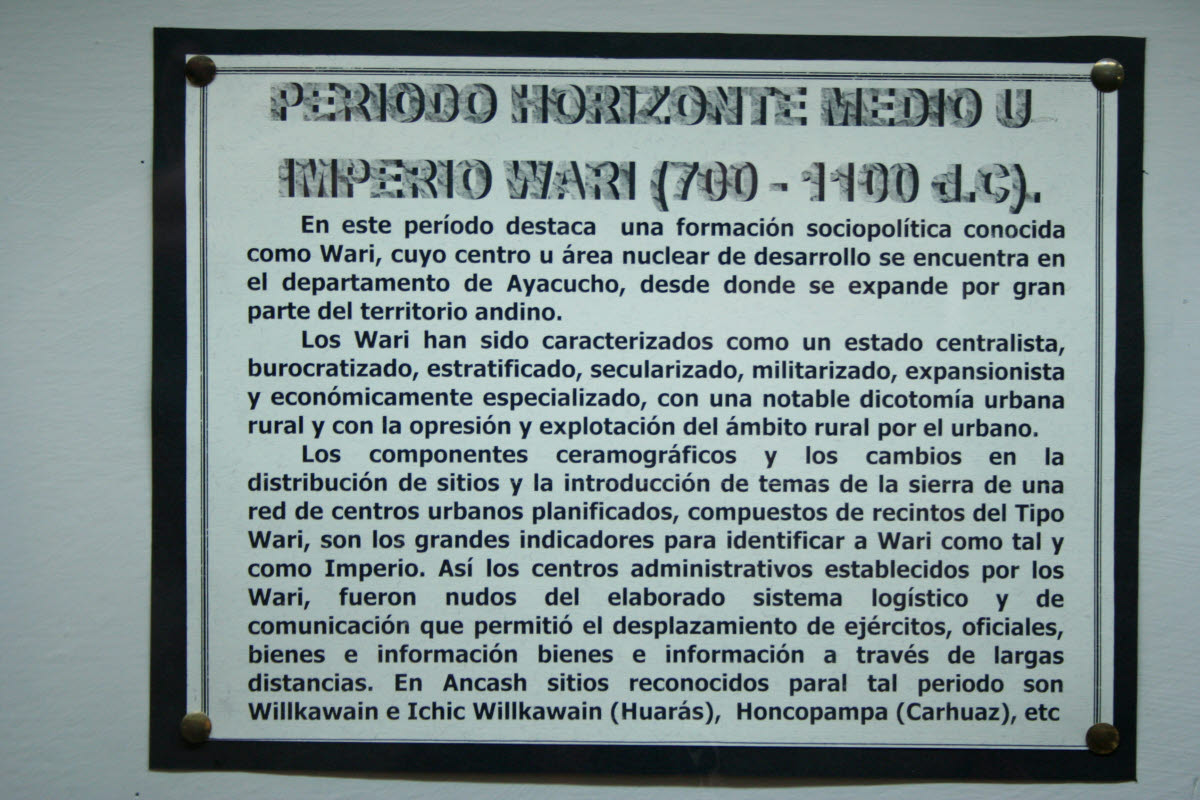 PERIODO HORIZONTE MEDIO U
IMPERIO WARI (700 - 1100 d.C).
En este período destaca una formación sociopolítica conocida
como Wari, cuyo centro u área nuclear de desarrollo se encuentra en
el departamento de Ayacucho, desde donde se expande por gran
parte del territorio andino.
Los Wari han sido caracterizados como un estado centralista,
burocratizado, estratificado, secularizado, militarizado, expansionista
y económicamente especializado, con una notable dicotomía urbana
rural y con la opresión y explotación del ámbito rural por el urbano.
Los componentes ceramográficos y los cambios en la
distribución de sitios y la introducción de temas de la sierra de una
red de centros urbanos planificados, compuestos de recintos del Tipo
Wari, son los grandes indicadores para identificar a Wari como tal y
como Imperio. Así los centros administrativos establecidos por los
Wari, fueron nudos del elaborado sistema logístico y de
comunicación que permitió el desplazamiento de ejércitos, oficiales,
bienes e información bienes e información a través de largas
distancias. En Ancash sitios reconocidos paral tal periodo son
Willkawain e Ichic Willkawain (Huarás), Honcopampa (Carhuaz), etc